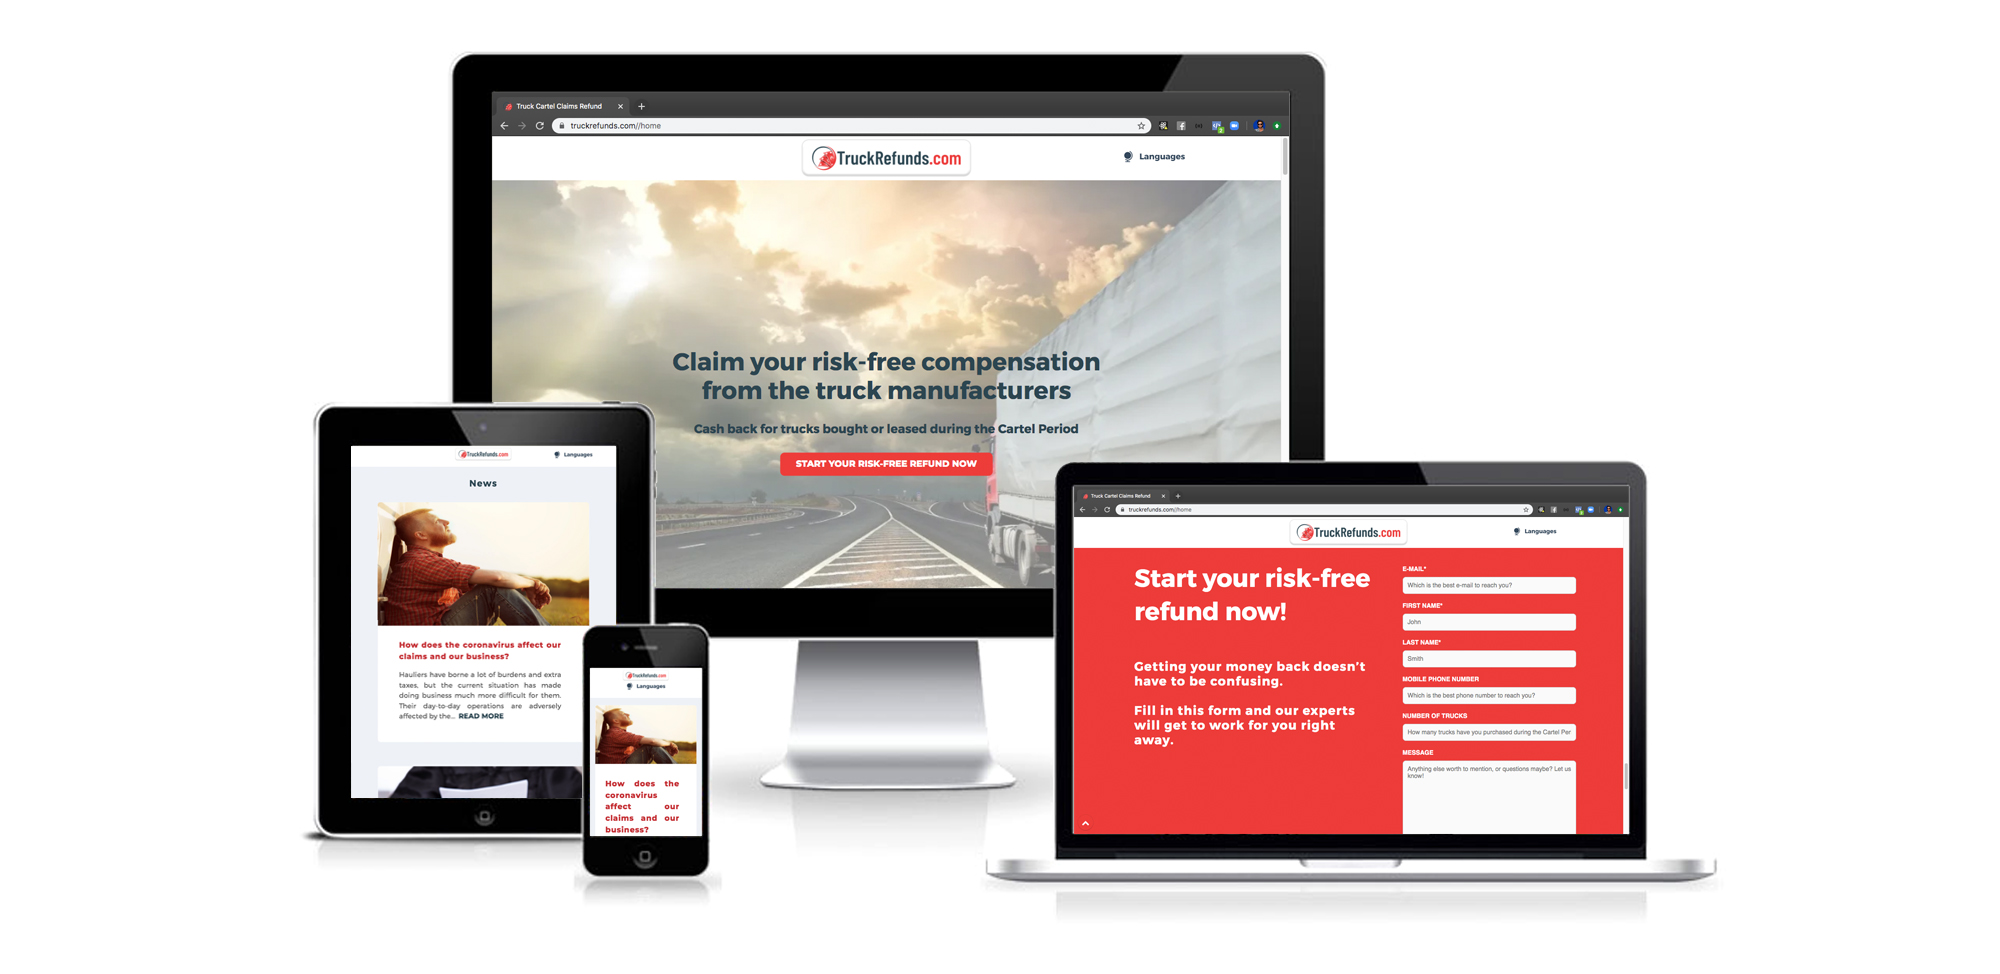 Truck Cartel Claims Refund
truckrefunds.com//home
TruckRefunds.com
Languages
Claim your risk-free compensation
from the truck manufacturers
Cash back for trucks bought or leased during the Cartel Period
START YOUR RISK-FREE REFUND NOW
TruckRefunds.com
Languages
News
How does the coronavirus affect our
claims and our business?
Hauliers have borne a lot of burdens and extra
taxes, but the current situation has made
doing business much more difficult for them.
Their day-to-day operations are adversely
affected by the... READ MORE
TruckRefunds.com
Languages
How does the
coronavirus
affect our
claims and our
business?
Truck Cartel Claims Refund
truckrefunds.com//home
TruckRefunds.com
Languages
Start your risk-free
refund now!
Getting your money back doesn't
have to be confusing.
Fill in this form and our experts
will get to work for you right
away.
E-MAIL*
Which is the best e-mail to reach you?
FIRST NAME*
John
LAST NAME*
Smith
MOBILE PHONE NUMBER
Which is the best phone number to reach you?
NUMBER OF TRUCKS
How many trucks have you purchased during the Cartel Per
MESSAGE
Anything else worth to mention, or questions maybe? Let us
know!